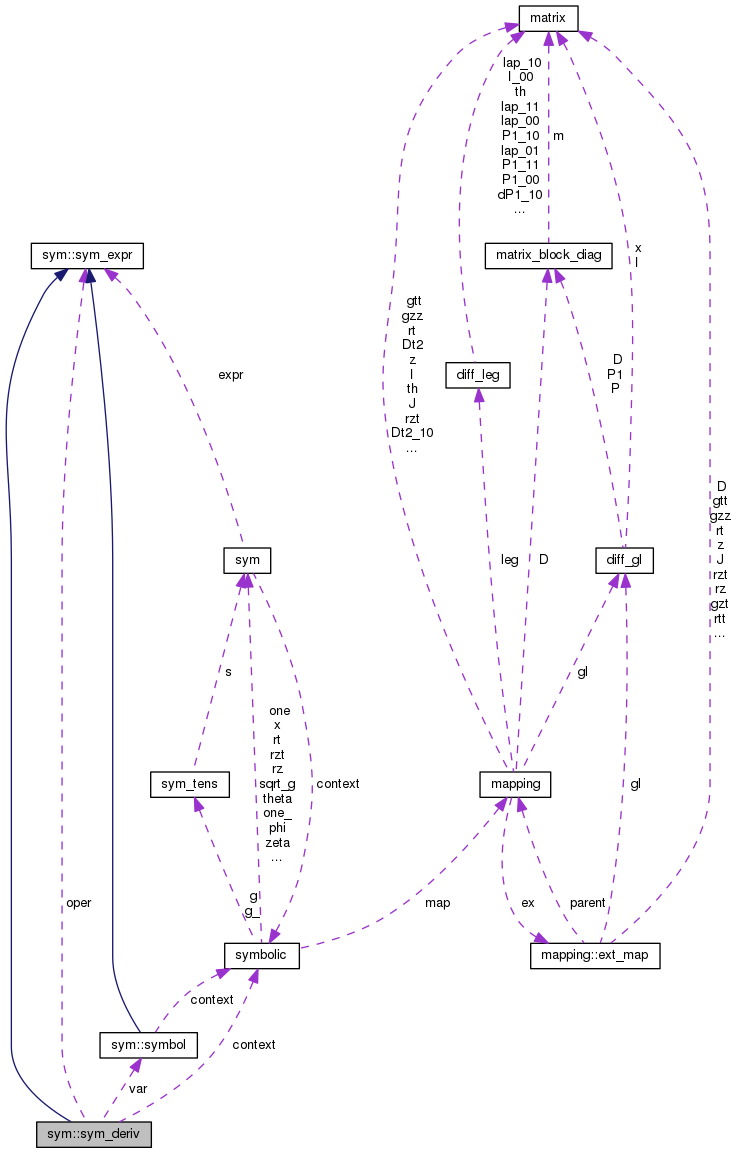 matrix
lap_10
l_00
th
lap_11
lap_00
P1_10
lap_01
P1_11
P1_00
dP1_10
...
m
sym::sym_expr
matrix_block_diag
x
l
gtt
gzz
rt
Dt2
z
l
th
J
rzt
Dt2_10
...
expr
diff_leg
D
P1
P
D
gtt
gzz
rt
z
J
rzt
rz
gzt
rtt
...
sym
leg
D
diff_gl
s
gl
one
x
rt
rzt
rz
sqrt_g
theta
one_
phi
zeta
...
context
sym_tens
mapping
gl
oper
g
g_
map
ex
parent
symbolic
mapping::ext_map
context
sym::symbol
context
var
sym::sym_deriv